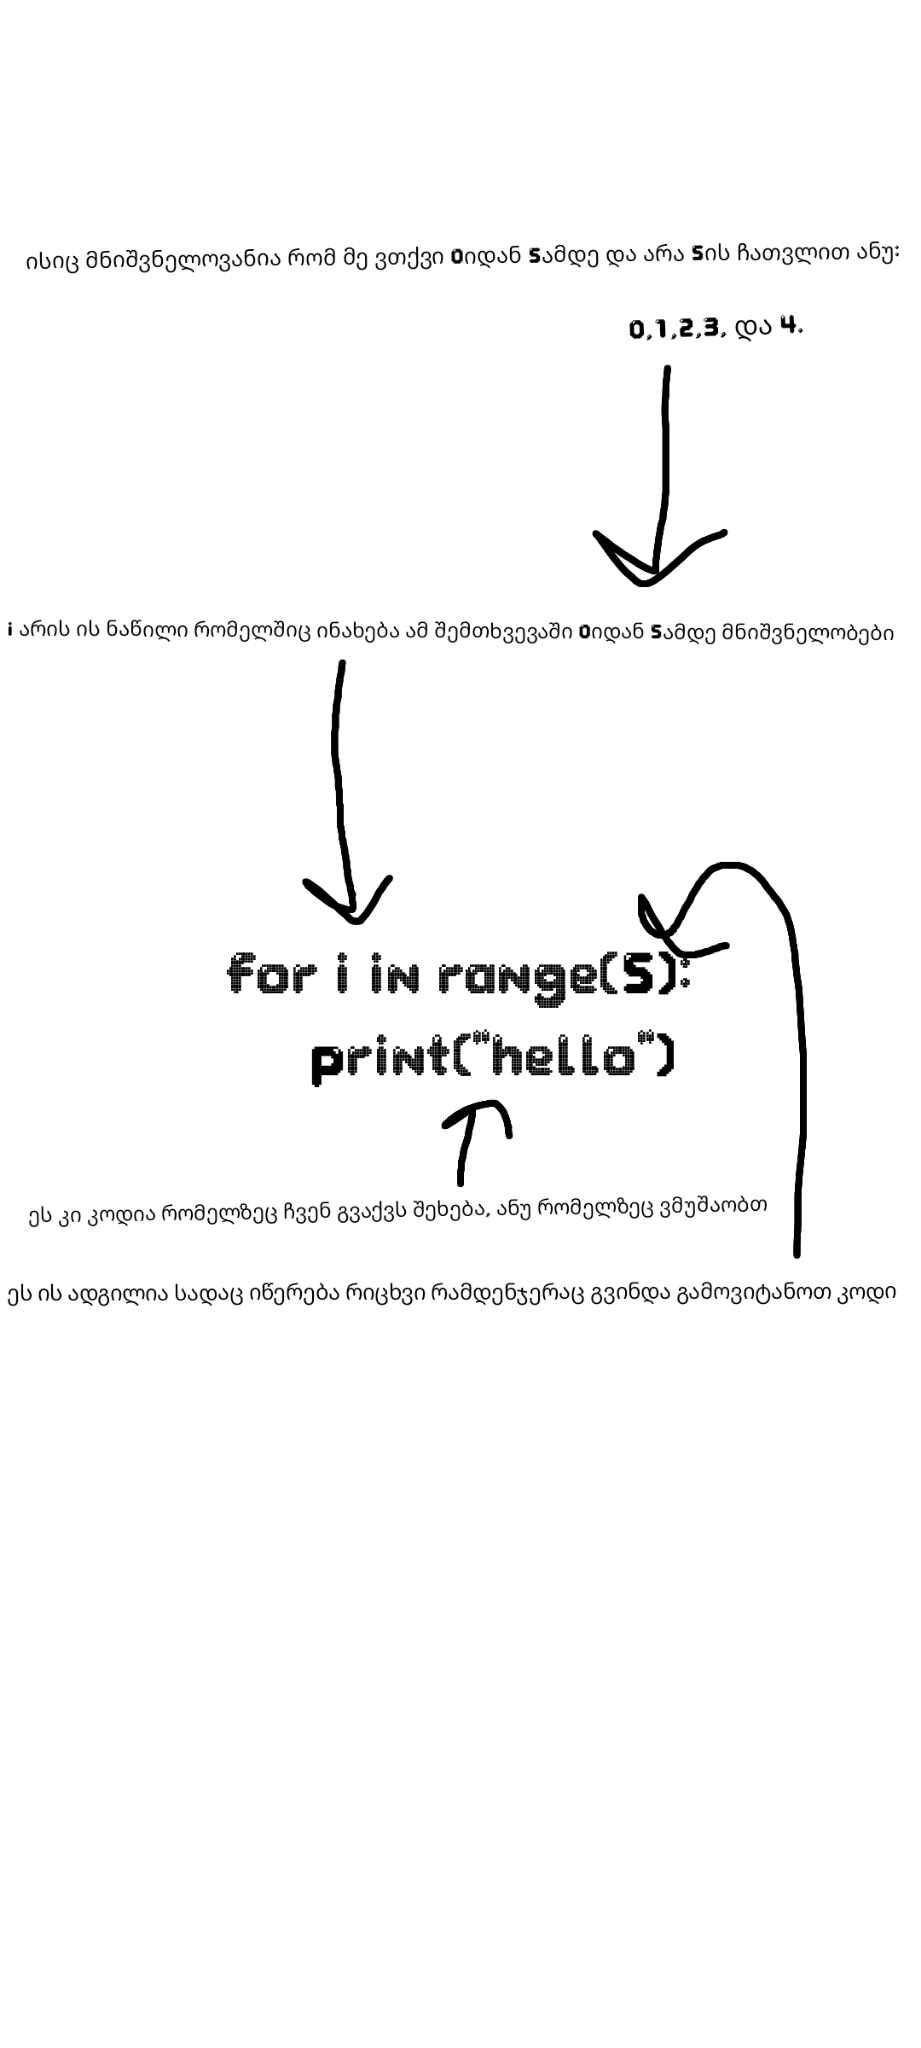 ისიც მნიშვნელოვანია რომ მე ვთქვი 0იდან 5ამდე და არა 5ის ჩათვლით ანუ:
0,1,2,3, და 4.
i არის ის ნაწილი რომელშიც ინახება ამ შემთხვევაში 0იდან 5ამდე მნიშვნელობები
for i in range(5):
print("hello")
ეს კი კოდია რომელზეც ჩვენ გვაქვს შეხება, ანუ რომელზეც ვმუშაობთ
ეს ის ადგილია სადაც იწერება რიცხვი რამდენჯერაც გვინდა გამოვიტანოთ კოდი